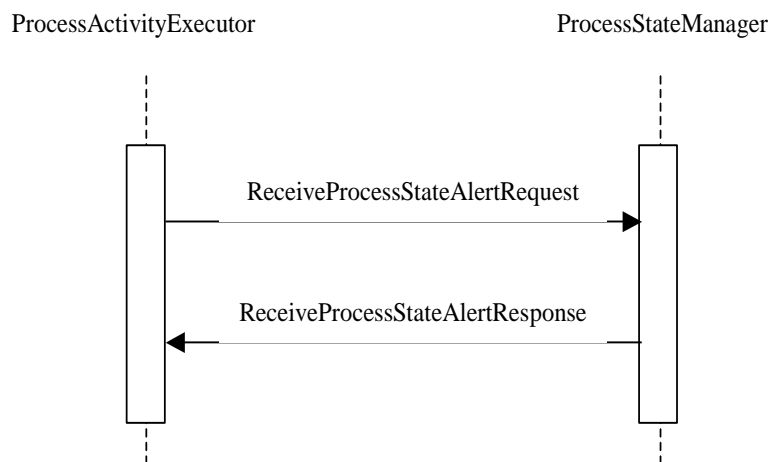 ProcessActivityExecutor
ProcessStateManager
ReceiveProcessStateAlertRequest
ReceiveProcessStateAlertResponse